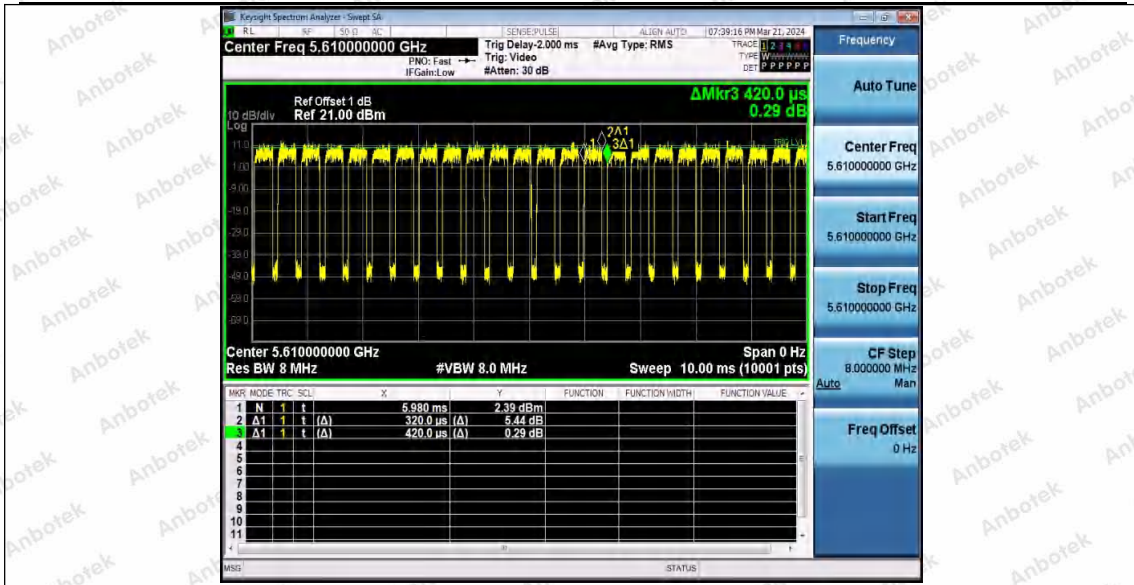 Keysight Spectrum Analyzer - Swept SA
RL RF 50 Ω AC SENSE:PULSE ALIGN AUTO 07:39:16 PM Mar 21, 2024
Center Freq 5.610000000 GHz
PNO: Fast
IFGain:Low
Trig Delay-2.000 ms
Trig: Video
#Atten: 30 dB
#Avg Type: RMS
TRACE 1 2 3 4
TYPE W
DET P P P P P P
ΔMkr3 420.0 µs
0.29 dB
Ref Offset 1 dB
10 dB/div Ref 21.00 dBm
Log
11.0
1.00
-9.00
-19.0
-29.0
-39.0
-49.0
-59.0
-69.0
1
2Δ1
3Δ1
TRIG LVL
Center 5.610000000 GHz Span 0 Hz
Res BW 8 MHz #VBW 8.0 MHz Sweep 10.00 ms (10001 pts)
MKR MODE TRC SCL X Y FUNCTION FUNCTION WIDTH FUNCTION VALUE
1 N 1 t 5.980 ms 2.39 dBm
2 Δ1 1 t (Δ) 320.0 µs (Δ) 5.44 dB
3 Δ1 1 t (Δ) 420.0 µs (Δ) 0.29 dB
4
5
6
7
8
9
10
11
MSG STATUS
Frequency
Auto Tune
Center Freq
5.610000000 GHz
Start Freq
5.610000000 GHz
Stop Freq
5.610000000 GHz
CF Step
8.000000 MHz
Auto Man
Freq Offset
0 Hz
Anbotek